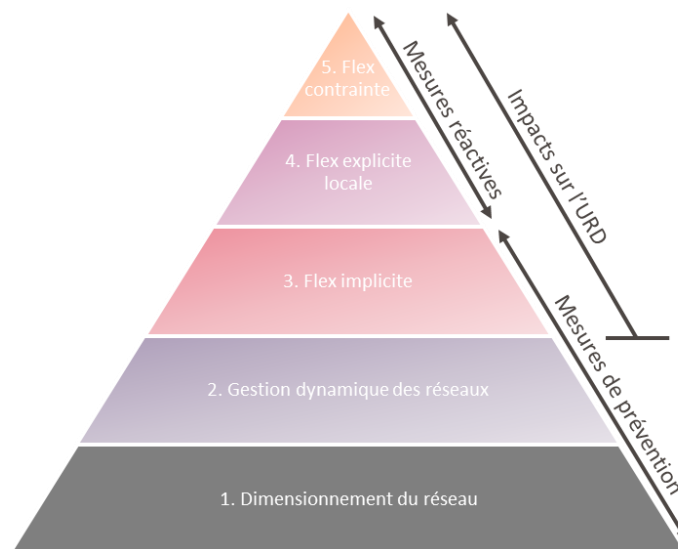 5. Flex
contrainte
4. Flex explicite
locale
3. Flex implicite
2. Gestion dynamique des réseaux
1. Dimensionnement du réseau
Mesures réactives
Impacts sur l'URD
Mesures de prévention